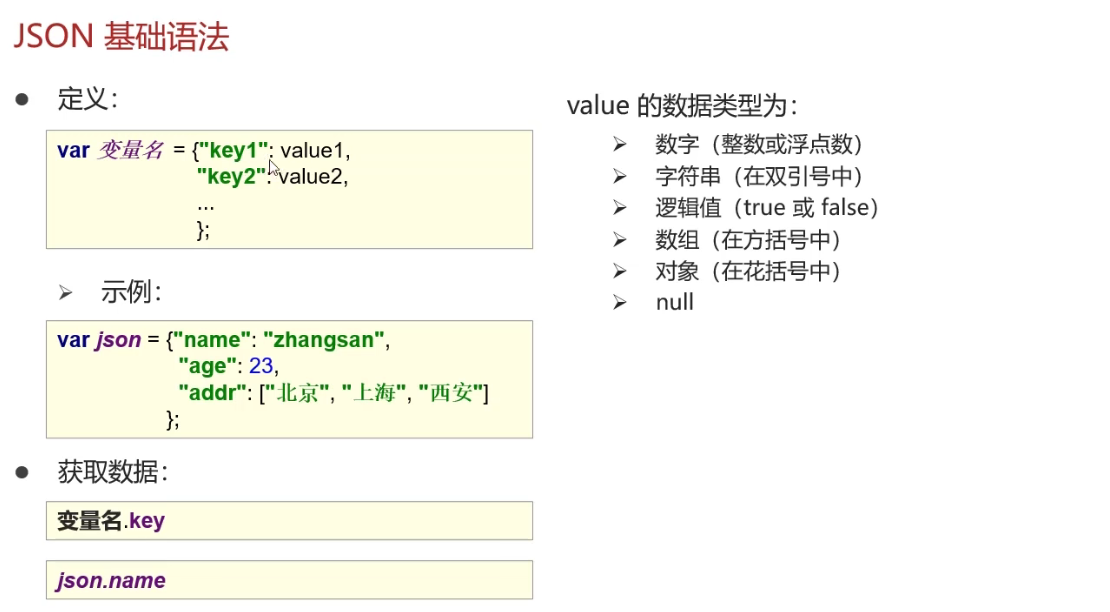 JSON 基础语法
定义：
var 变量名 = {"key1": value1,
"key2": value2,
...
};
示例：
var json = {"name": "zhangsan",
"age": 23,
"addr": ["北京", "上海", "西安"]
};
获取数据：
变量名.key
json.name
value 的数据类型为：
数字（整数或浮点数）
字符串（在双引号中）
逻辑值（true 或 false）
数组（在方括号中）
对象（在花括号中）
null